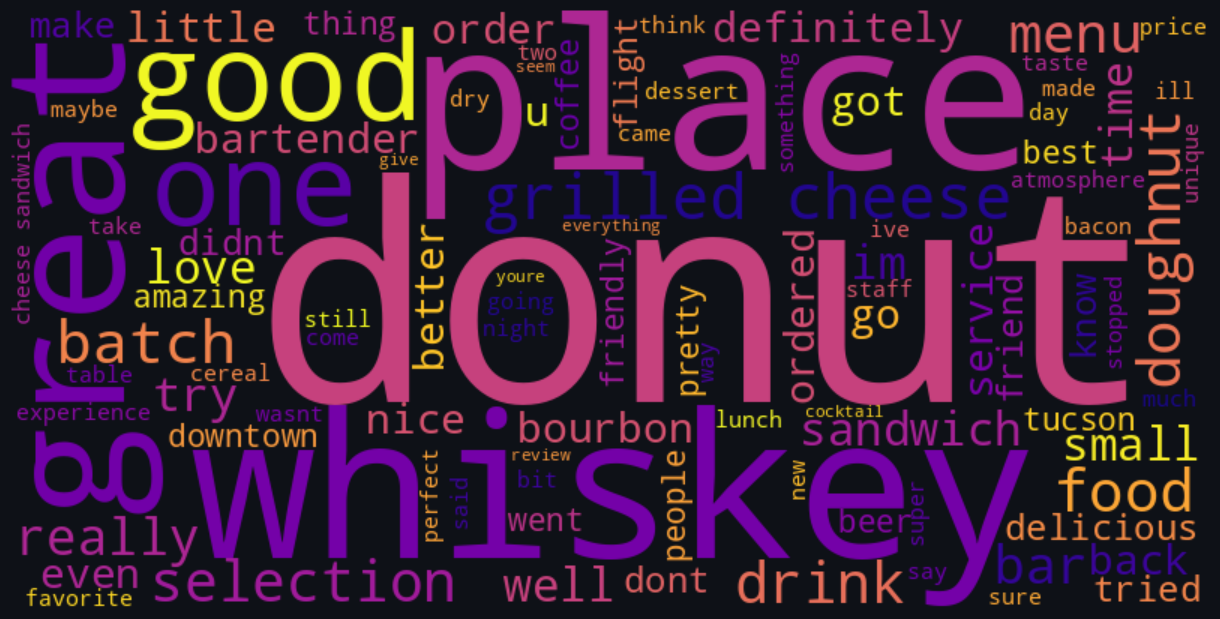 make
little
thing
order
two
seem
coffee
flight
think
definitely
menu
price
great
maybe
good
place
dry
u
dessert
came
something
got
taste
made
day
time
ill
best
atmosphere
unique
doughnut
bartender
give
one
grilled cheese
cheese sandwich
take
didnt
everything
ive
bacon
love
amazing
donut
still
come
better
youre
going
night
friendly
pretty
way
ordered
im
staff
go
service
friend
know
stopped
much
batch
table
cereal
try
experience
wasnt
nice
bourbon
lunch
cocktail
sandwich
tucson
small
downtown
whiskey
perfect
said
review
bit
went
people
new
beer
super
food
delicious
really
even
selection
favorite
well
dont
drink
say
bar
back
sure
tried